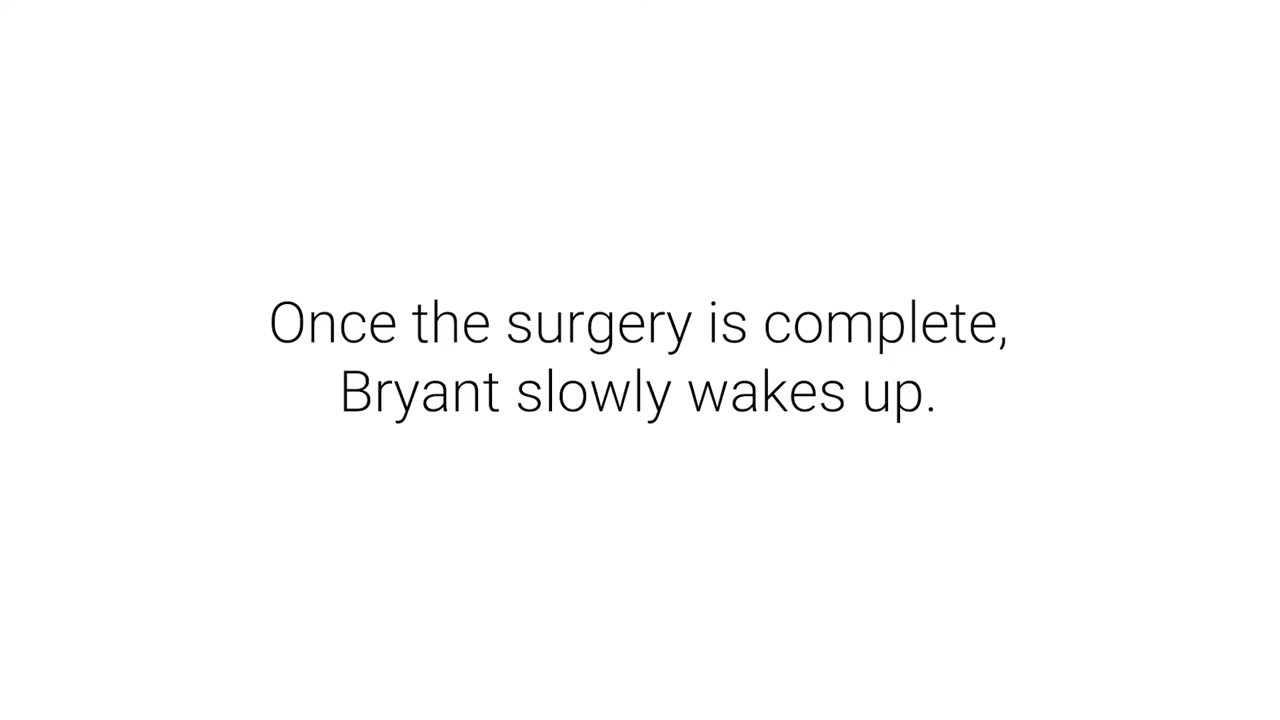 Once the surgery is complete,
Bryant slowly wakes up.